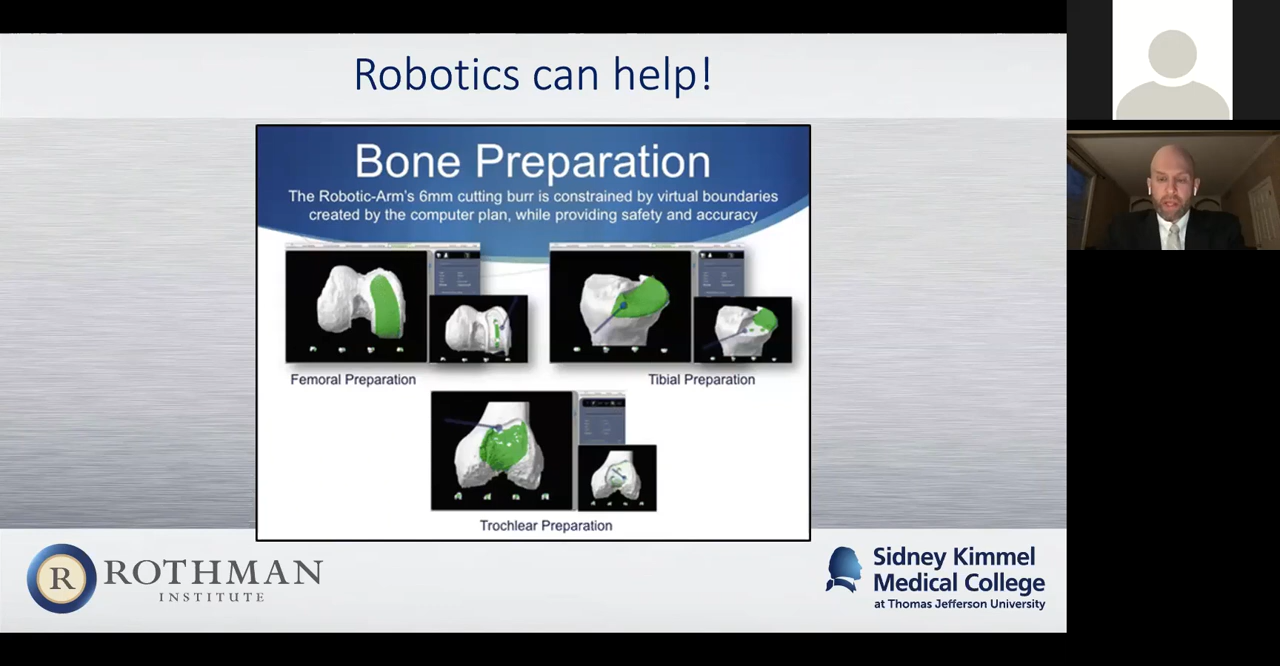 Robotics can help!
Bone Preparation
The Robotic-Arm's 6mm cutting burr is constrained by virtual boundaries
created by the computer plan, while providing safety and accuracy
Femoral Preparation
Tibial Preparation
Trochlear Preparation
R
ROTHMAN
INSTITUTE
Sidney Kimmel
Medical College
at Thomas Jefferson University